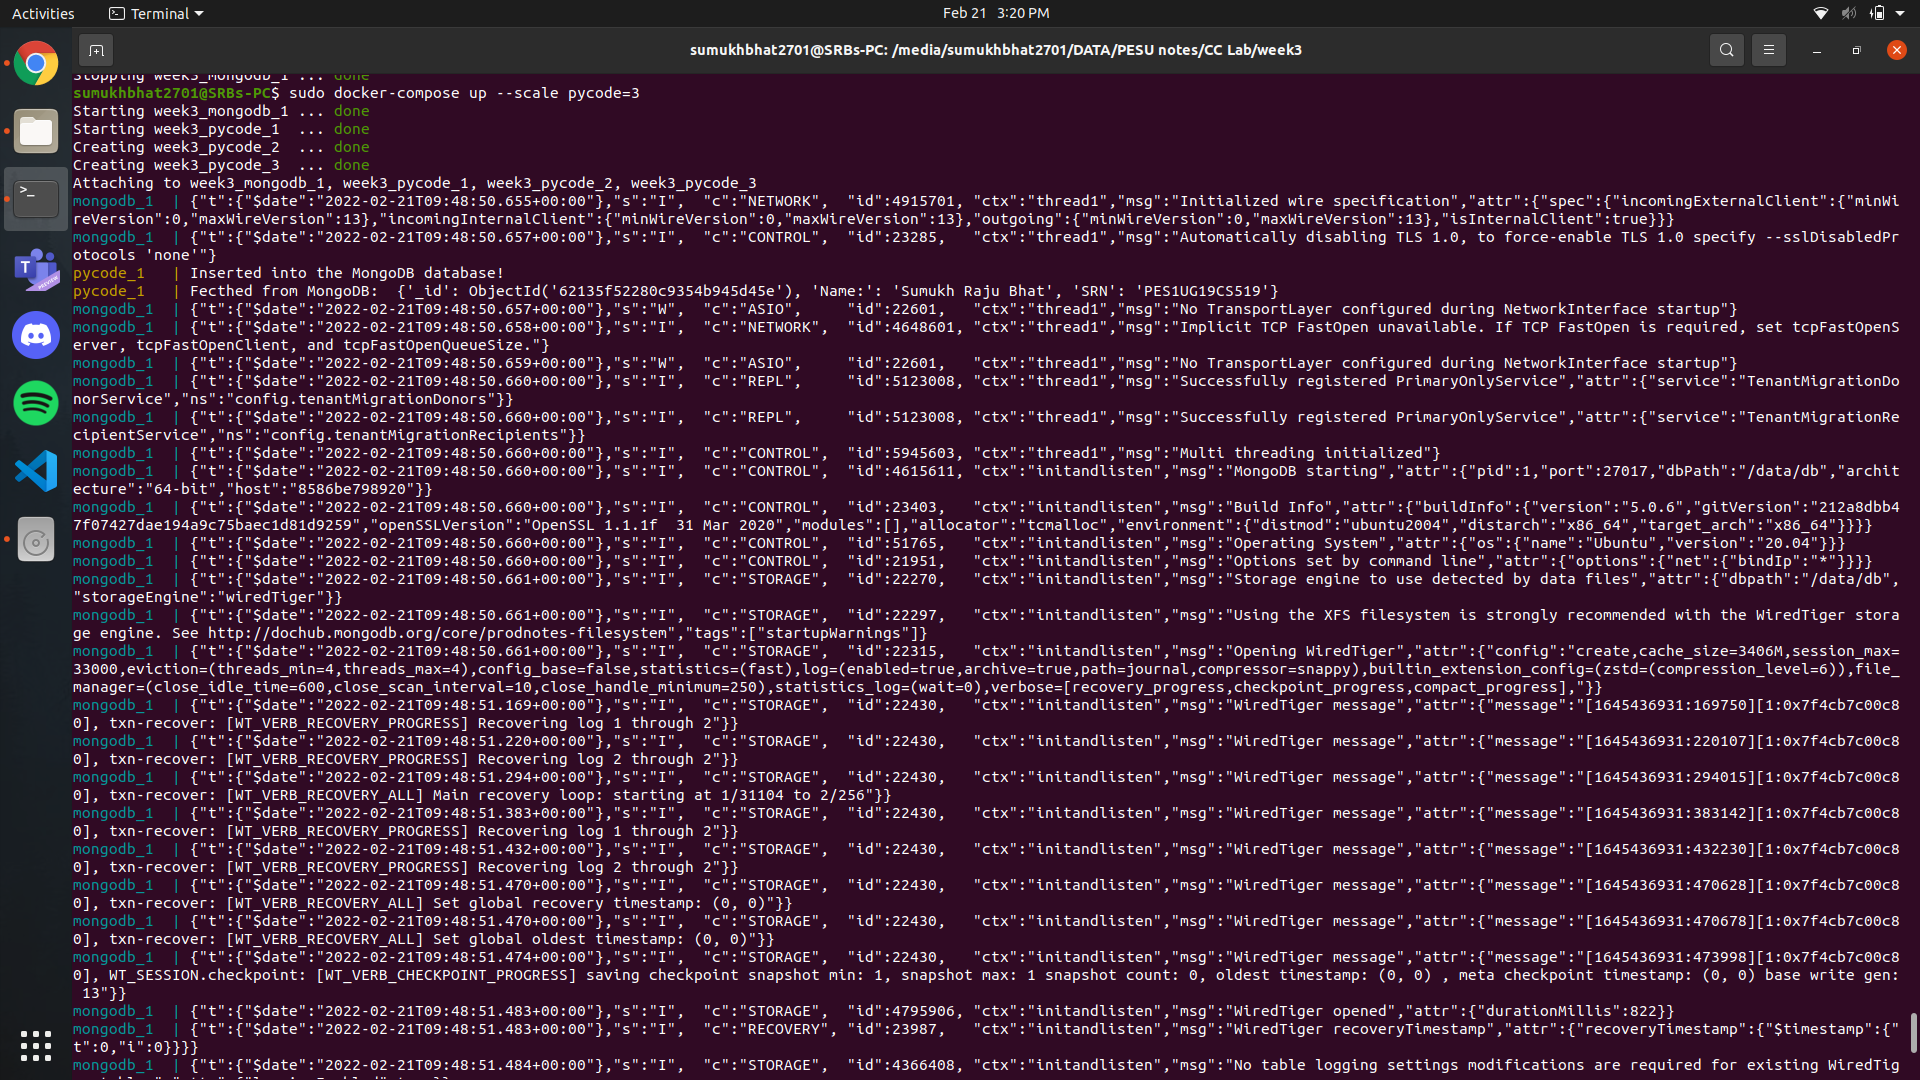 Activities
Terminal
Feb 21 3:20 PM
sumukhbhat2701@SRBs-PC: /media/sumukhbhat2701/DATA/PESU notes/CC Lab/week3
Stopping week3_mongodb_1 ... done
sumukhbhat2701@SRBs-PC$ sudo docker-compose up --scale pycode=3
Starting week3_mongodb_1 ... done
Starting week3_pycode_1  ... done
Creating week3_pycode_2  ... done
Creating week3_pycode_3  ... done
Attaching to week3_mongodb_1, week3_pycode_1, week3_pycode_2, week3_pycode_3
mongodb_1  | {"t":{"$date":"2022-02-21T09:48:50.655+00:00"},"s":"I",  "c":"NETWORK",  "id":4915701, "ctx":"thread1","msg":"Initialized wire specification","attr":{"spec":{"incomingExternalClient":{"minWi
reVersion":0,"maxWireVersion":13},"incomingInternalClient":{"minWireVersion":0,"maxWireVersion":13},"outgoing":{"minWireVersion":0,"maxWireVersion":13},"isInternalClient":true}}}
mongodb_1  | {"t":{"$date":"2022-02-21T09:48:50.657+00:00"},"s":"I",  "c":"CONTROL",  "id":23285,   "ctx":"thread1","msg":"Automatically disabling TLS 1.0, to force-enable TLS 1.0 specify --sslDisabledPr
otocols 'none'"}
pycode_1   | Inserted into the MongoDB database!
pycode_1   | Fecthed from MongoDB:  {'_id': ObjectId('62135f52280c9354b945d45e'), 'Name:': 'Sumukh Raju Bhat', 'SRN': 'PES1UG19CS519'}
mongodb_1  | {"t":{"$date":"2022-02-21T09:48:50.657+00:00"},"s":"W",  "c":"ASIO",     "id":22601,   "ctx":"thread1","msg":"No TransportLayer configured during NetworkInterface startup"}
mongodb_1  | {"t":{"$date":"2022-02-21T09:48:50.658+00:00"},"s":"I",  "c":"NETWORK",  "id":4648601, "ctx":"thread1","msg":"Implicit TCP FastOpen unavailable. If TCP FastOpen is required, set tcpFastOpenS
erver, tcpFastOpenClient, and tcpFastOpenQueueSize."}
mongodb_1  | {"t":{"$date":"2022-02-21T09:48:50.659+00:00"},"s":"W",  "c":"ASIO",     "id":22601,   "ctx":"thread1","msg":"No TransportLayer configured during NetworkInterface startup"}
mongodb_1  | {"t":{"$date":"2022-02-21T09:48:50.660+00:00"},"s":"I",  "c":"REPL",     "id":5123008, "ctx":"thread1","msg":"Successfully registered PrimaryOnlyService","attr":{"service":"TenantMigrationDo
norService","ns":"config.tenantMigrationDonors"}}
mongodb_1  | {"t":{"$date":"2022-02-21T09:48:50.660+00:00"},"s":"I",  "c":"REPL",     "id":5123008, "ctx":"thread1","msg":"Successfully registered PrimaryOnlyService","attr":{"service":"TenantMigrationRe
cipientService","ns":"config.tenantMigrationRecipients"}}
mongodb_1  | {"t":{"$date":"2022-02-21T09:48:50.660+00:00"},"s":"I",  "c":"CONTROL",  "id":5945603, "ctx":"thread1","msg":"Multi threading initialized"}
mongodb_1  | {"t":{"$date":"2022-02-21T09:48:50.660+00:00"},"s":"I",  "c":"CONTROL",  "id":4615611, "ctx":"initandlisten","msg":"MongoDB starting","attr":{"pid":1,"port":27017,"dbPath":"/data/db","archit
ecture":"64-bit","host":"8586be798920"}}
mongodb_1  | {"t":{"$date":"2022-02-21T09:48:50.660+00:00"},"s":"I",  "c":"CONTROL",  "id":23403,   "ctx":"initandlisten","msg":"Build Info","attr":{"buildInfo":{"version":"5.0.6","gitVersion":"212a8dbb4
7f07427dae194a9c75baec1d81d9259","openSSLVersion":"OpenSSL 1.1.1f  31 Mar 2020","modules":[],"allocator":"tcmalloc","environment":{"distmod":"ubuntu2004","distarch":"x86_64","target_arch":"x86_64"}}}}
mongodb_1  | {"t":{"$date":"2022-02-21T09:48:50.660+00:00"},"s":"I",  "c":"CONTROL",  "id":51765,   "ctx":"initandlisten","msg":"Operating System","attr":{"os":{"name":"Ubuntu","version":"20.04"}}}
mongodb_1  | {"t":{"$date":"2022-02-21T09:48:50.660+00:00"},"s":"I",  "c":"CONTROL",  "id":21951,   "ctx":"initandlisten","msg":"Options set by command line","attr":{"options":{"net":{"bindIp":"*"}}}}
mongodb_1  | {"t":{"$date":"2022-02-21T09:48:50.661+00:00"},"s":"I",  "c":"STORAGE",  "id":22270,   "ctx":"initandlisten","msg":"Storage engine to use detected by data files","attr":{"dbpath":"/data/db",
"storageEngine":"wiredTiger"}}
mongodb_1  | {"t":{"$date":"2022-02-21T09:48:50.661+00:00"},"s":"I",  "c":"STORAGE",  "id":22297,   "ctx":"initandlisten","msg":"Using the XFS filesystem is strongly recommended with the WiredTiger stora
ge engine. See http://dochub.mongodb.org/core/prodnotes-filesystem","tags":["startupWarnings"]}
mongodb_1  | {"t":{"$date":"2022-02-21T09:48:50.661+00:00"},"s":"I",  "c":"STORAGE",  "id":22315,   "ctx":"initandlisten","msg":"Opening WiredTiger","attr":{"config":"create,cache_size=3406M,session_max=
33000,eviction=(threads_min=4,threads_max=4),config_base=false,statistics=(fast),log=(enabled=true,archive=true,path=journal,compressor=snappy),builtin_extension_config=(zstd=(compression_level=6)),file_
manager=(close_idle_time=600,close_scan_interval=10,close_handle_minimum=250),statistics_log=(wait=0),verbose=[recovery_progress,checkpoint_progress,compact_progress],"}}
mongodb_1  | {"t":{"$date":"2022-02-21T09:48:51.169+00:00"},"s":"I",  "c":"STORAGE",  "id":22430,   "ctx":"initandlisten","msg":"WiredTiger message","attr":{"message":"[1645436931:169750][1:0x7f4cb7c00c8
0], txn-recover: [WT_VERB_RECOVERY_PROGRESS] Recovering log 1 through 2"}}
mongodb_1  | {"t":{"$date":"2022-02-21T09:48:51.220+00:00"},"s":"I",  "c":"STORAGE",  "id":22430,   "ctx":"initandlisten","msg":"WiredTiger message","attr":{"message":"[1645436931:220107][1:0x7f4cb7c00c8
0], txn-recover: [WT_VERB_RECOVERY_PROGRESS] Recovering log 2 through 2"}}
mongodb_1  | {"t":{"$date":"2022-02-21T09:48:51.294+00:00"},"s":"I",  "c":"STORAGE",  "id":22430,   "ctx":"initandlisten","msg":"WiredTiger message","attr":{"message":"[1645436931:294015][1:0x7f4cb7c00c8
0], txn-recover: [WT_VERB_RECOVERY_ALL] Main recovery loop: starting at 1/31104 to 2/256"}}
mongodb_1  | {"t":{"$date":"2022-02-21T09:48:51.383+00:00"},"s":"I",  "c":"STORAGE",  "id":22430,   "ctx":"initandlisten","msg":"WiredTiger message","attr":{"message":"[1645436931:383142][1:0x7f4cb7c00c8
0], txn-recover: [WT_VERB_RECOVERY_PROGRESS] Recovering log 1 through 2"}}
mongodb_1  | {"t":{"$date":"2022-02-21T09:48:51.432+00:00"},"s":"I",  "c":"STORAGE",  "id":22430,   "ctx":"initandlisten","msg":"WiredTiger message","attr":{"message":"[1645436931:432230][1:0x7f4cb7c00c8
0], txn-recover: [WT_VERB_RECOVERY_PROGRESS] Recovering log 2 through 2"}}
mongodb_1  | {"t":{"$date":"2022-02-21T09:48:51.470+00:00"},"s":"I",  "c":"STORAGE",  "id":22430,   "ctx":"initandlisten","msg":"WiredTiger message","attr":{"message":"[1645436931:470628][1:0x7f4cb7c00c8
0], txn-recover: [WT_VERB_RECOVERY_ALL] Set global recovery timestamp: (0, 0)"}}
mongodb_1  | {"t":{"$date":"2022-02-21T09:48:51.470+00:00"},"s":"I",  "c":"STORAGE",  "id":22430,   "ctx":"initandlisten","msg":"WiredTiger message","attr":{"message":"[1645436931:470678][1:0x7f4cb7c00c8
0], txn-recover: [WT_VERB_RECOVERY_ALL] Set global oldest timestamp: (0, 0)"}}
mongodb_1  | {"t":{"$date":"2022-02-21T09:48:51.474+00:00"},"s":"I",  "c":"STORAGE",  "id":22430,   "ctx":"initandlisten","msg":"WiredTiger message","attr":{"message":"[1645436931:473998][1:0x7f4cb7c00c8
0], WT_SESSION.checkpoint: [WT_VERB_CHECKPOINT_PROGRESS] saving checkpoint snapshot min: 1, snapshot max: 1 snapshot count: 0, oldest timestamp: (0, 0) , meta checkpoint timestamp: (0, 0) base write gen:
 13"}}
mongodb_1  | {"t":{"$date":"2022-02-21T09:48:51.483+00:00"},"s":"I",  "c":"STORAGE",  "id":4795906, "ctx":"initandlisten","msg":"WiredTiger opened","attr":{"durationMillis":822}}
mongodb_1  | {"t":{"$date":"2022-02-21T09:48:51.483+00:00"},"s":"I",  "c":"RECOVERY", "id":23987,   "ctx":"initandlisten","msg":"WiredTiger recoveryTimestamp","attr":{"recoveryTimestamp":{"$timestamp":{"
t":0,"i":0}}}}
mongodb_1  | {"t":{"$date":"2022-02-21T09:48:51.484+00:00"},"s":"I",  "c":"STORAGE",  "id":4366408, "ctx":"initandlisten","msg":"No table logging settings modifications are required for existing WiredTig